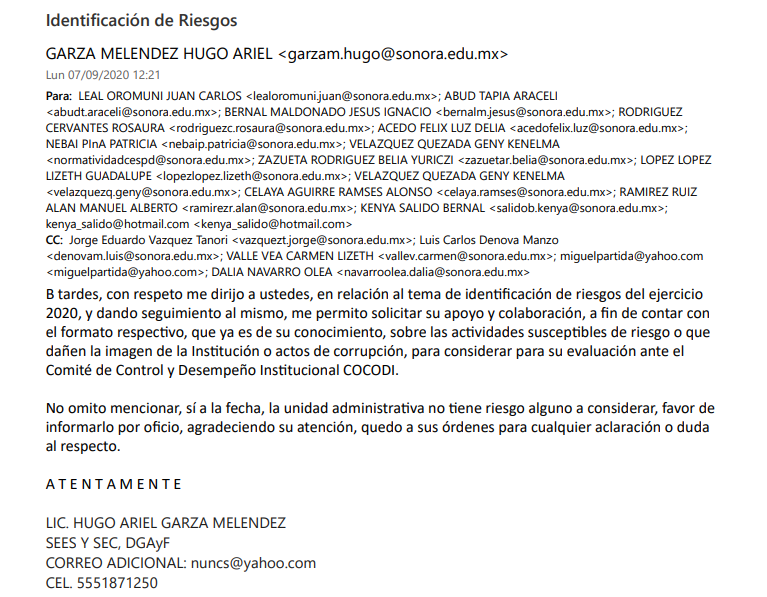 Identificación de Riesgos
GARZA MELENDEZ HUGO ARIEL <garzam.hugo@sonora.edu.mx>
Lun 07/09/2020 12:21
Para: LEAL OROMUNI JUAN CARLOS <lealoromuni.juan@sonora.edu.mx>; ABUD TAPIA ARACELI
<abudt.araceli@sonora.edu.mx>; BERNAL MALDONADO JESUS IGNACIO <bernalm.jesus@sonora.edu.mx>; RODRIGUEZ
CERVANTES ROSAURA <rodriguezc.rosaura@sonora.edu.mx>; ACEDO FELIX LUZ DELIA <acedofelix.luz@sonora.edu.mx>;
NEBAI PInA PATRICIA <nebaip.patricia@sonora.edu.mx>; VELAZQUEZ QUEZADA GENY KENELMA
<normatividadcespd@sonora.edu.mx>; ZAZUETA RODRIGUEZ BELIA YURICZI <zazuetar.belia@sonora.edu.mx>; LOPEZ LOPEZ
LIZETH GUADALUPE <lopezlopez.lizeth@sonora.edu.mx>; VELAZQUEZ QUEZADA GENY KENELMA
<velazquezq.geny@sonora.edu.mx>; CELAYA AGUIRRE RAMSES ALONSO <celaya.ramses@sonora.edu.mx>; RAMIREZ RUIZ
ALAN MANUEL ALBERTO <ramirezr.alan@sonora.edu.mx>; KENYA SALIDO BERNAL <salidob.kenya@sonora.edu.mx>;
kenya_salido@hotmail.com <kenya_salido@hotmail.com>
CC: Jorge Eduardo Vazquez Tanori <vazquezt.jorge@sonora.edu.mx>; Luis Carlos Denova Manzo
<denovam.luis@sonora.edu.mx>; VALLE VEA CARMEN LIZETH <vallev.carmen@sonora.edu.mx>; miguelpartida@yahoo.com
<miguelpartida@yahoo.com>; DALIA NAVARRO OLEA <navarroolea.dalia@sonora.edu.mx>
B tardes, con respeto me dirijo a ustedes, en relación al tema de identificación de riesgos del ejercicio
2020, y dando seguimiento al mismo, me permito solicitar su apoyo y colaboración, a fin de contar con
el formato respectivo, que ya es de su conocimiento, sobre las actividades susceptibles de riesgo o que
dañen la imagen de la Institución o actos de corrupción, para considerar para su evaluación ante el
Comité de Control y Desempeño Institucional COCODI.
No omito mencionar, sí a la fecha, la unidad administrativa no tiene riesgo alguno a considerar, favor de
informarlo por oficio, agradeciendo su atención, quedo a sus órdenes para cualquier aclaración o duda
al respecto.
A T E N T A M E N T E
LIC. HUGO ARIEL GARZA MELENDEZ
SEES Y SEC, DGAyF
CORREO ADICIONAL: nuncs@yahoo.com
CEL. 5551871250